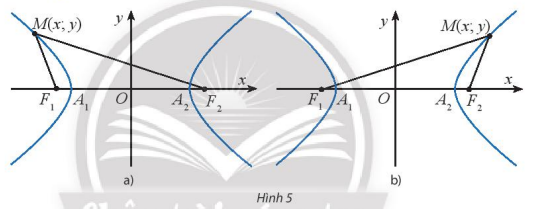 M(x; y)
y
x
F₁
A₁
O
A₂
F₂
a)
M(x; y)
y
x
F₁
A₁
O
A₂
F₂
b)
Hình 5